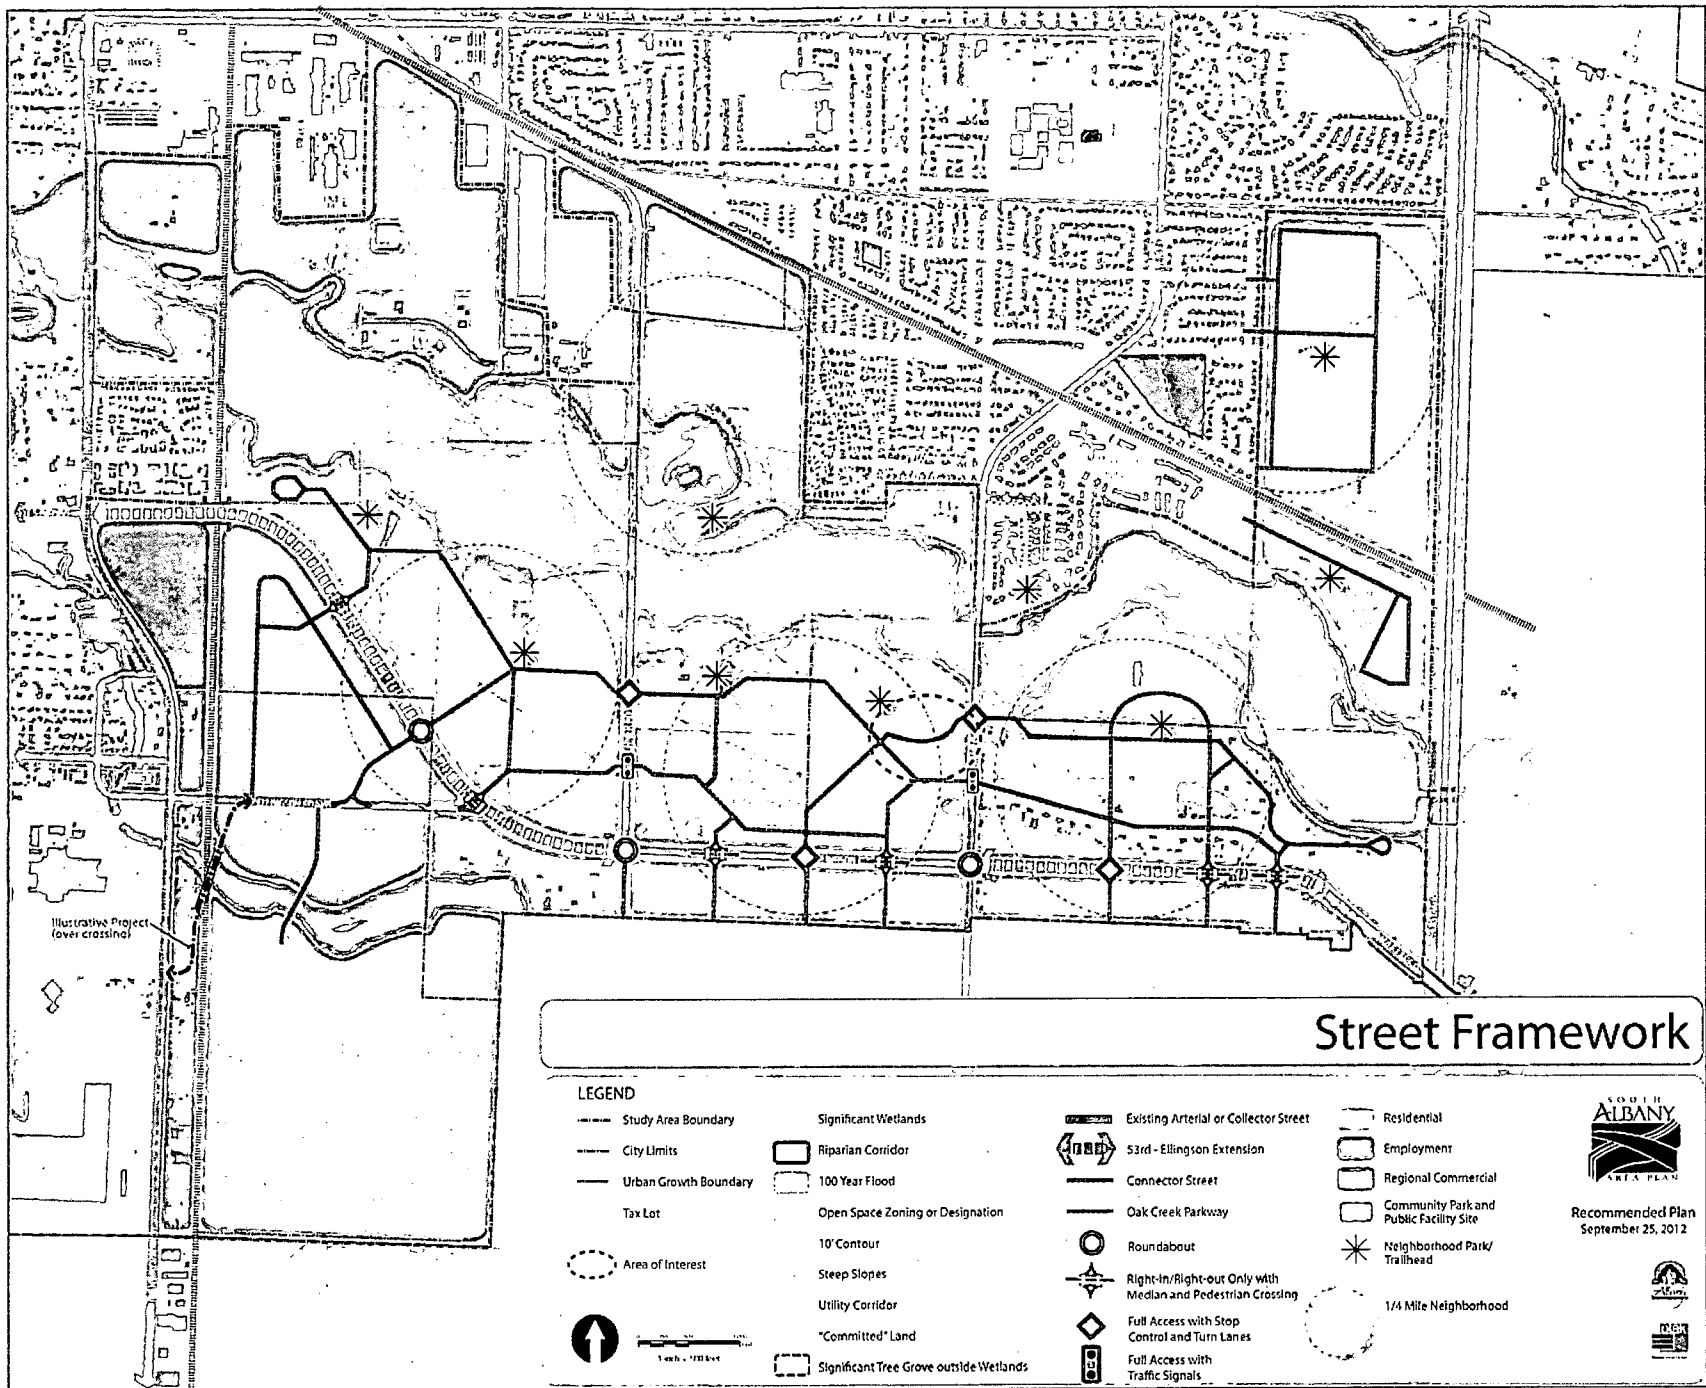 Illustrative Project
(over crossing)
Street Framework
LEGEND
Study Area Boundary
City Limits
Urban Growth Boundary
Tax Lot
Area of Interest
Significant Wetlands
Riparian Corridor
100 Year Flood
Open Space Zoning or Designation
10' Contour
Steep Slopes
Utility Corridor
"Committed" Land
Significant Tree Grove outside Wetlands
Existing Arterial or Collector Street
53rd - Ellingson Extension
Connector Street
Oak Creek Parkway
Roundabout
Right-in/Right-out Only with
Median and Pedestrian Crossing
Full Access with Stop
Control and Turn Lanes
Full Access with
Traffic Signals
Residential
Employment
Regional Commercial
Community Park and
Public Facility Site
Neighborhood Park/
Trailhead
1/4 Mile Neighborhood
SOUTH
ALBANY
AREA PLAN
Recommended Plan
September 25, 2012
Albany